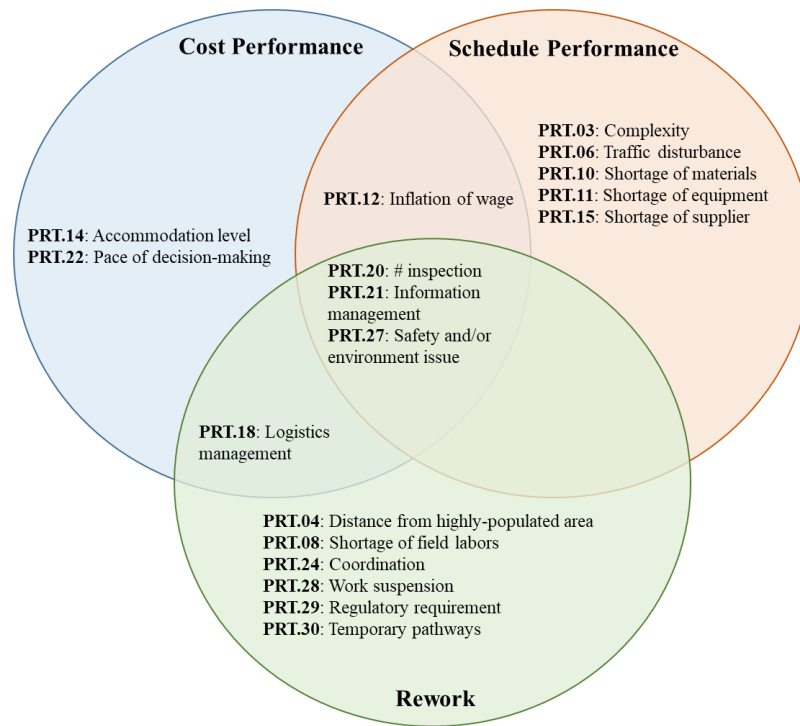 Cost Performance
Schedule Performance
PRT.03: Complexity
PRT.06: Traffic disturbance
PRT.10: Shortage of materials
PRT.11: Shortage of equipment
PRT.15: Shortage of supplier
PRT.12: Inflation of wage
PRT.14: Accommodation level
PRT.22: Pace of decision-making
PRT.20: # inspection
PRT.21: Information
management
PRT.27: Safety and/or
environment issue
PRT.18: Logistics
management
PRT.04: Distance from highly-populated area
PRT.08: Shortage of field labors
PRT.24: Coordination
PRT.28: Work suspension
PRT.29: Regulatory requirement
PRT.30: Temporary pathways
Rework